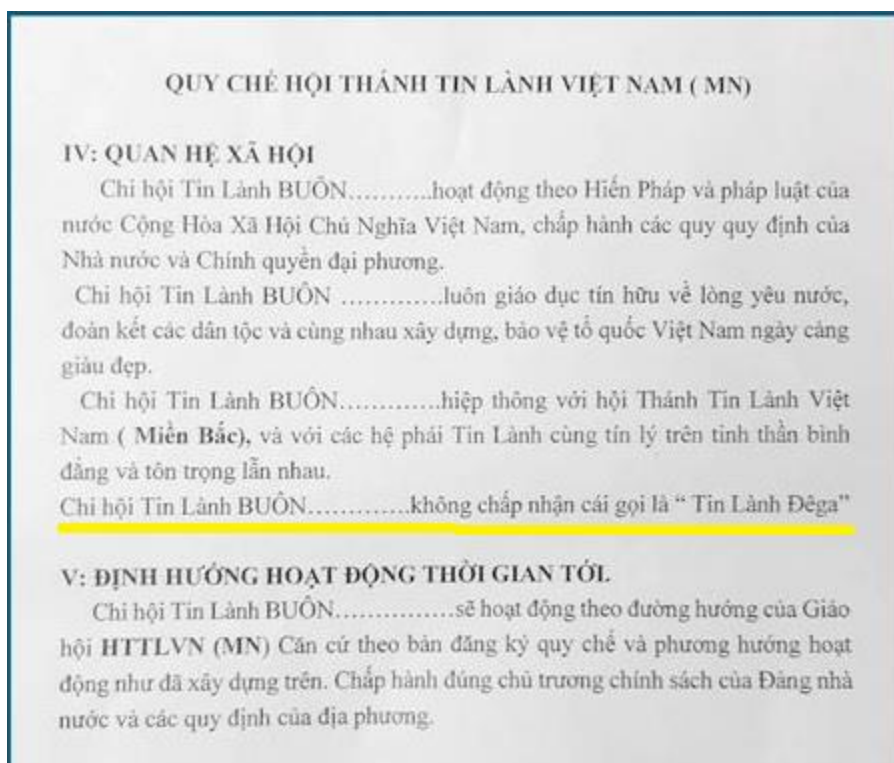 QUY CHẾ HỘI THÁNH TIN LÀNH VIỆT NAM ( MN)
IV: QUAN HỆ XÃ HỘI
Chi hội Tin Lành BUÔN...........hoạt động theo Hiến Pháp và pháp luật của
nước Cộng Hòa Xã Hội Chủ Nghĩa Việt Nam, chấp hành các quy quy định của
Nhà nước và Chính quyền đại phương.
Chi hội Tin Lành BUÔN .............luôn giáo dục tín hữu về lòng yêu nước,
đoàn kết các dân tộc và cùng nhau xây dựng, bảo vệ tổ quốc Việt Nam ngày càng
giàu đẹp.
Chi hội Tin Lành BUÔN.............hiệp thông với hội Thánh Tin Lành Việt
Nam ( Miền Bắc), và với các hệ phái Tin Lành cùng tín lý trên tinh thần bình
đẳng và tôn trọng lẫn nhau.
Chi hội Tin Lành BUÔN.............không chấp nhận cái gọi là “ Tin Lành Đêga”
V: ĐỊNH HƯỚNG HOẠT ĐỘNG THỜI GIAN TỚI.
Chi hội Tin Lành BUÔN...............sẽ hoạt động theo đường hướng của Giáo
hội HTTLVN (MN) Căn cứ theo bản đăng ký quy chế và phương hướng hoạt
động như đã xây dựng trên. Chấp hành đúng chủ trương chính sách của Đảng nhà
nước và các quy định của địa phương.